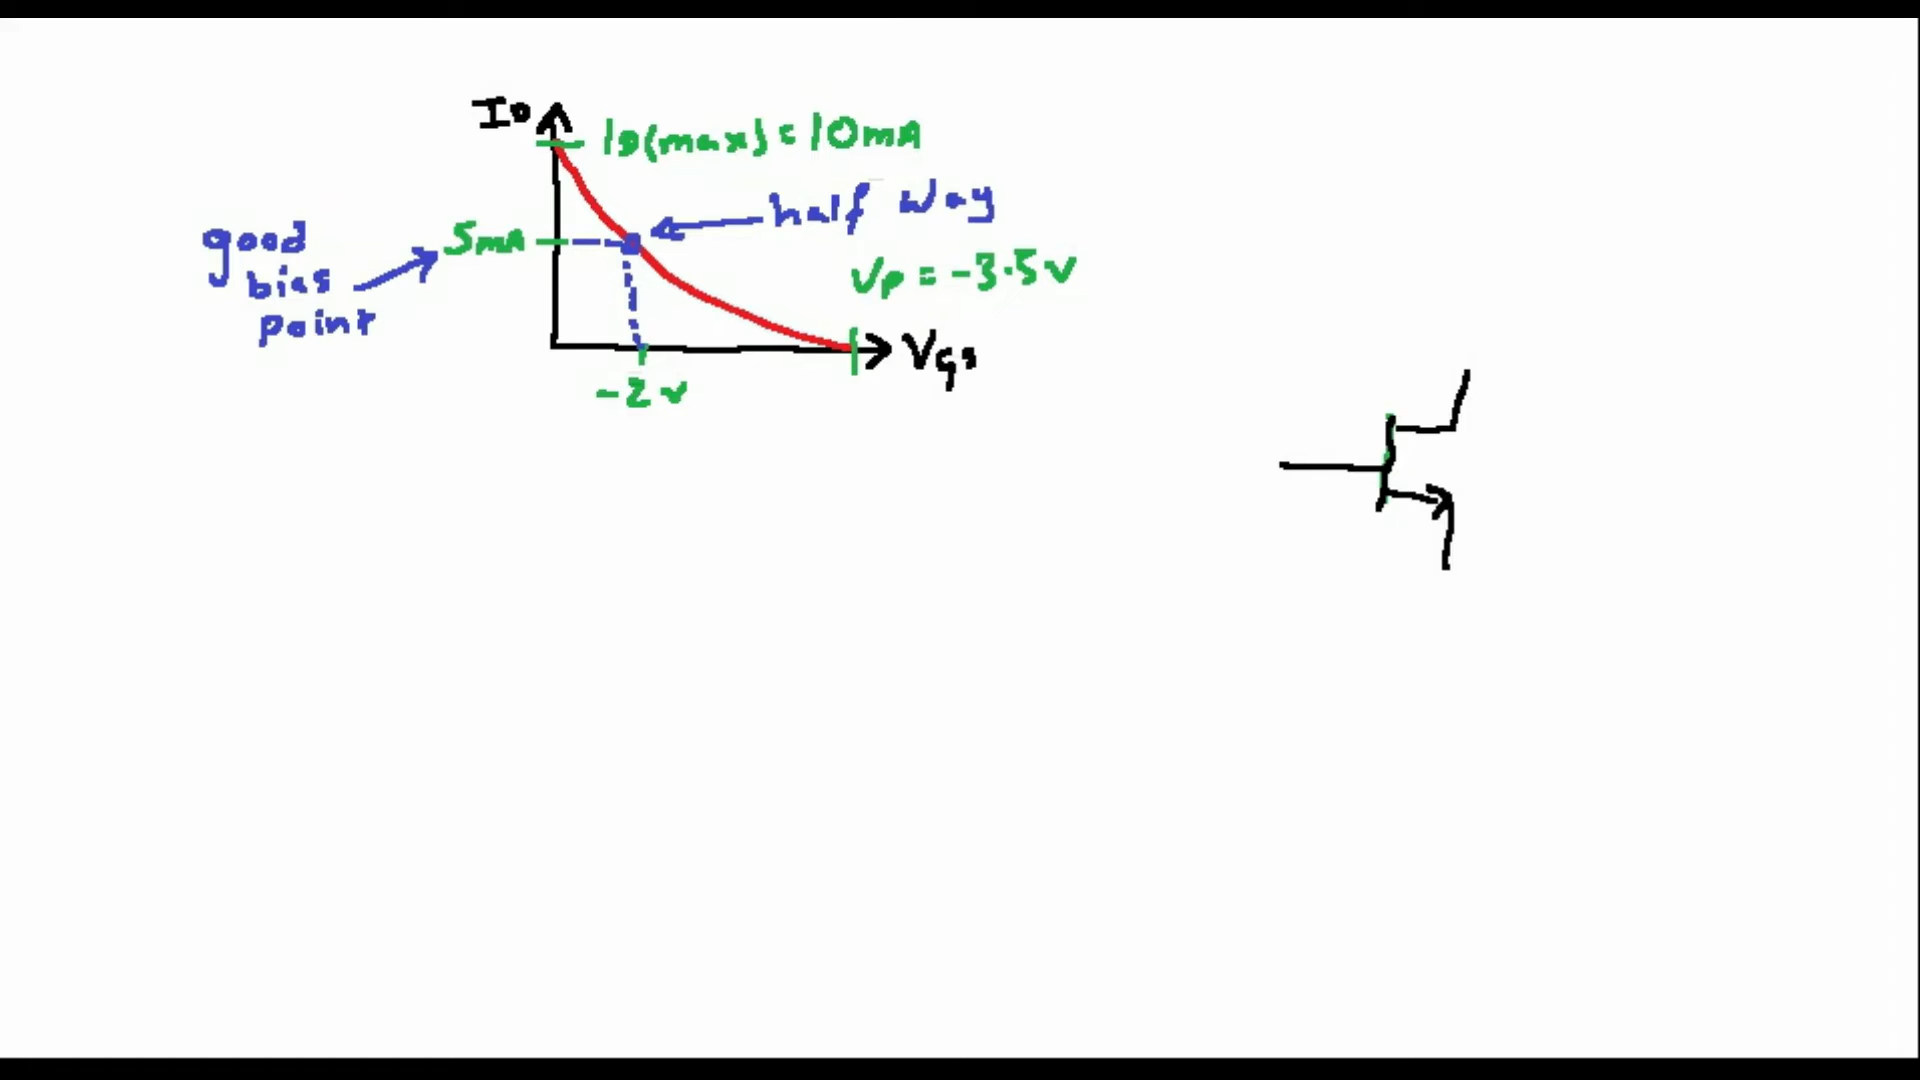 ID
ID(max) = 10mA
half way
good
bias
point
5mA
Vp = -3.5v
VGS
-2v